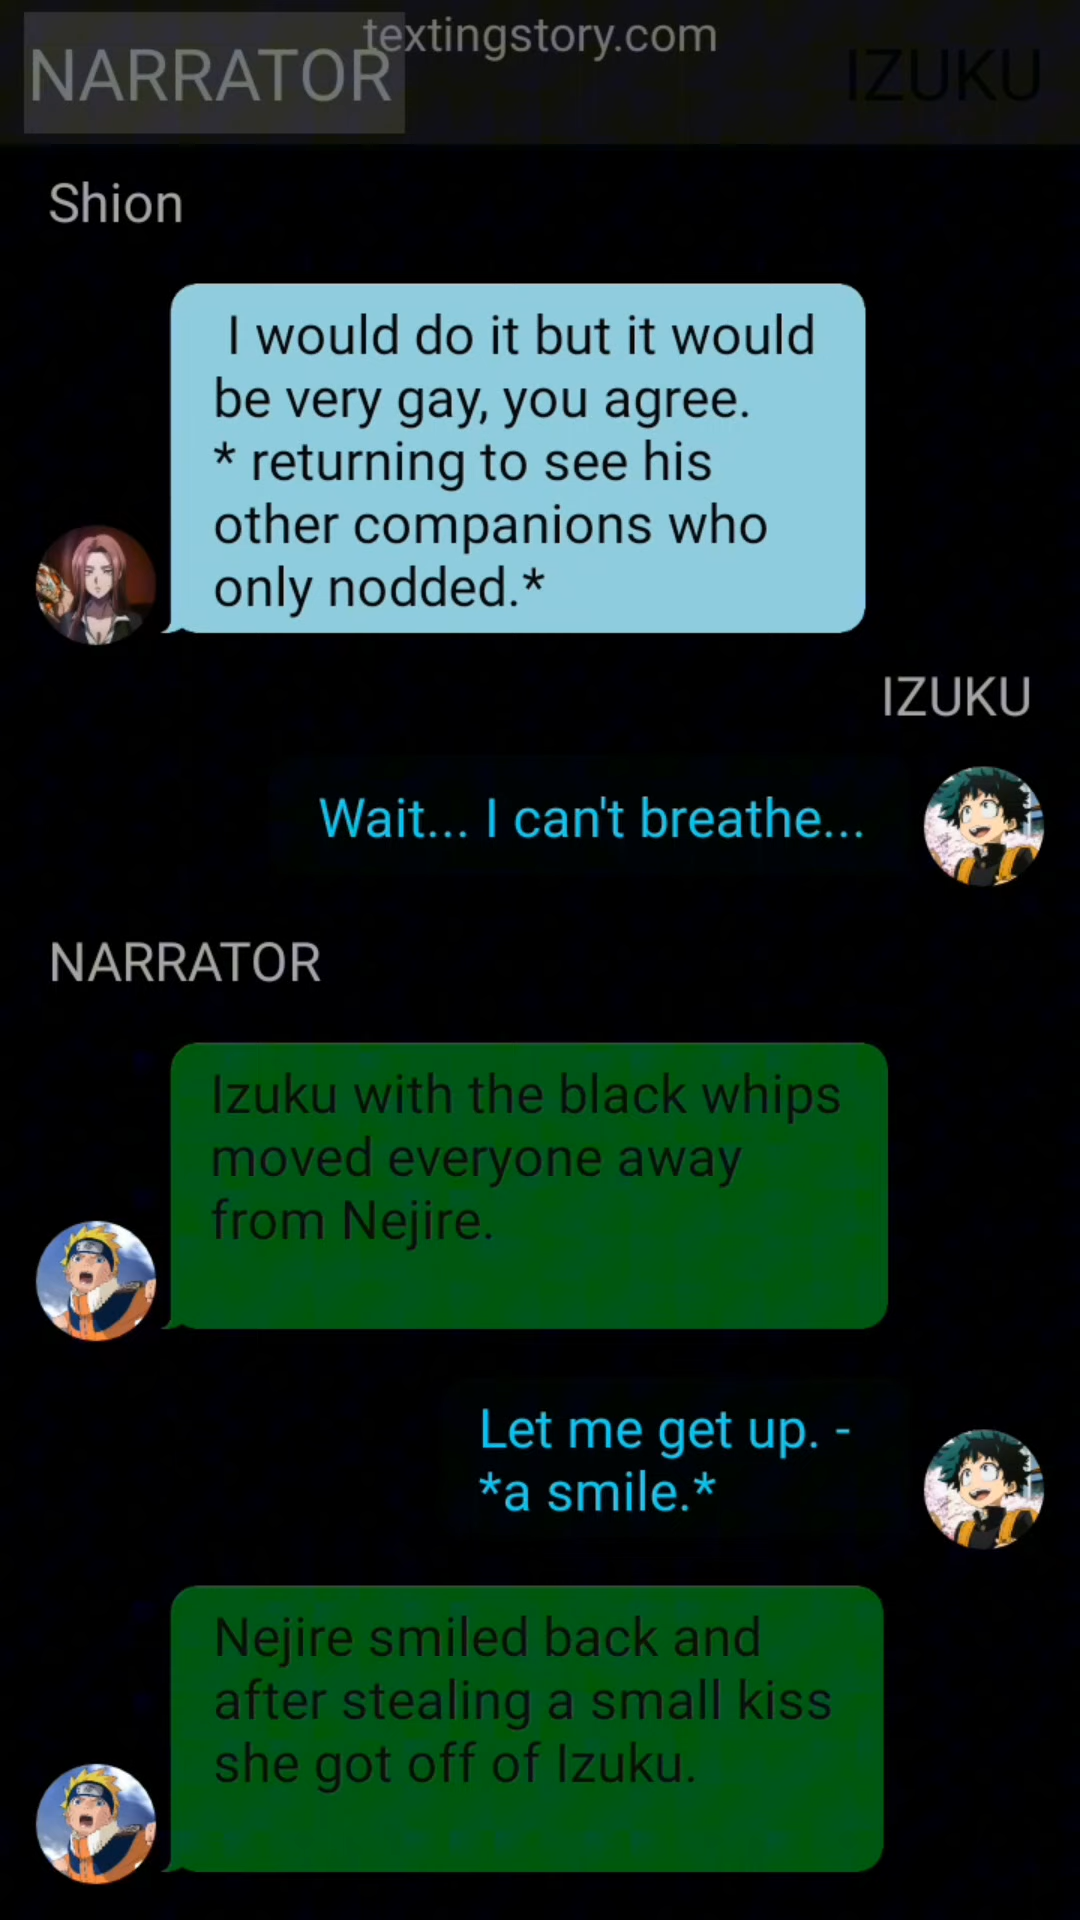 textingstory.com
NARRATOR
IZUKU
Shion
I would do it but it would
be very gay, you agree.
* returning to see his
other companions who
only nodded.*
IZUKU
Wait... I can't breathe...
NARRATOR
Izuku with the black whips
moved everyone away
from Nejire.
Let me get up. -
*a smile.*
Nejire smiled back and
after stealing a small kiss
she got off of Izuku.